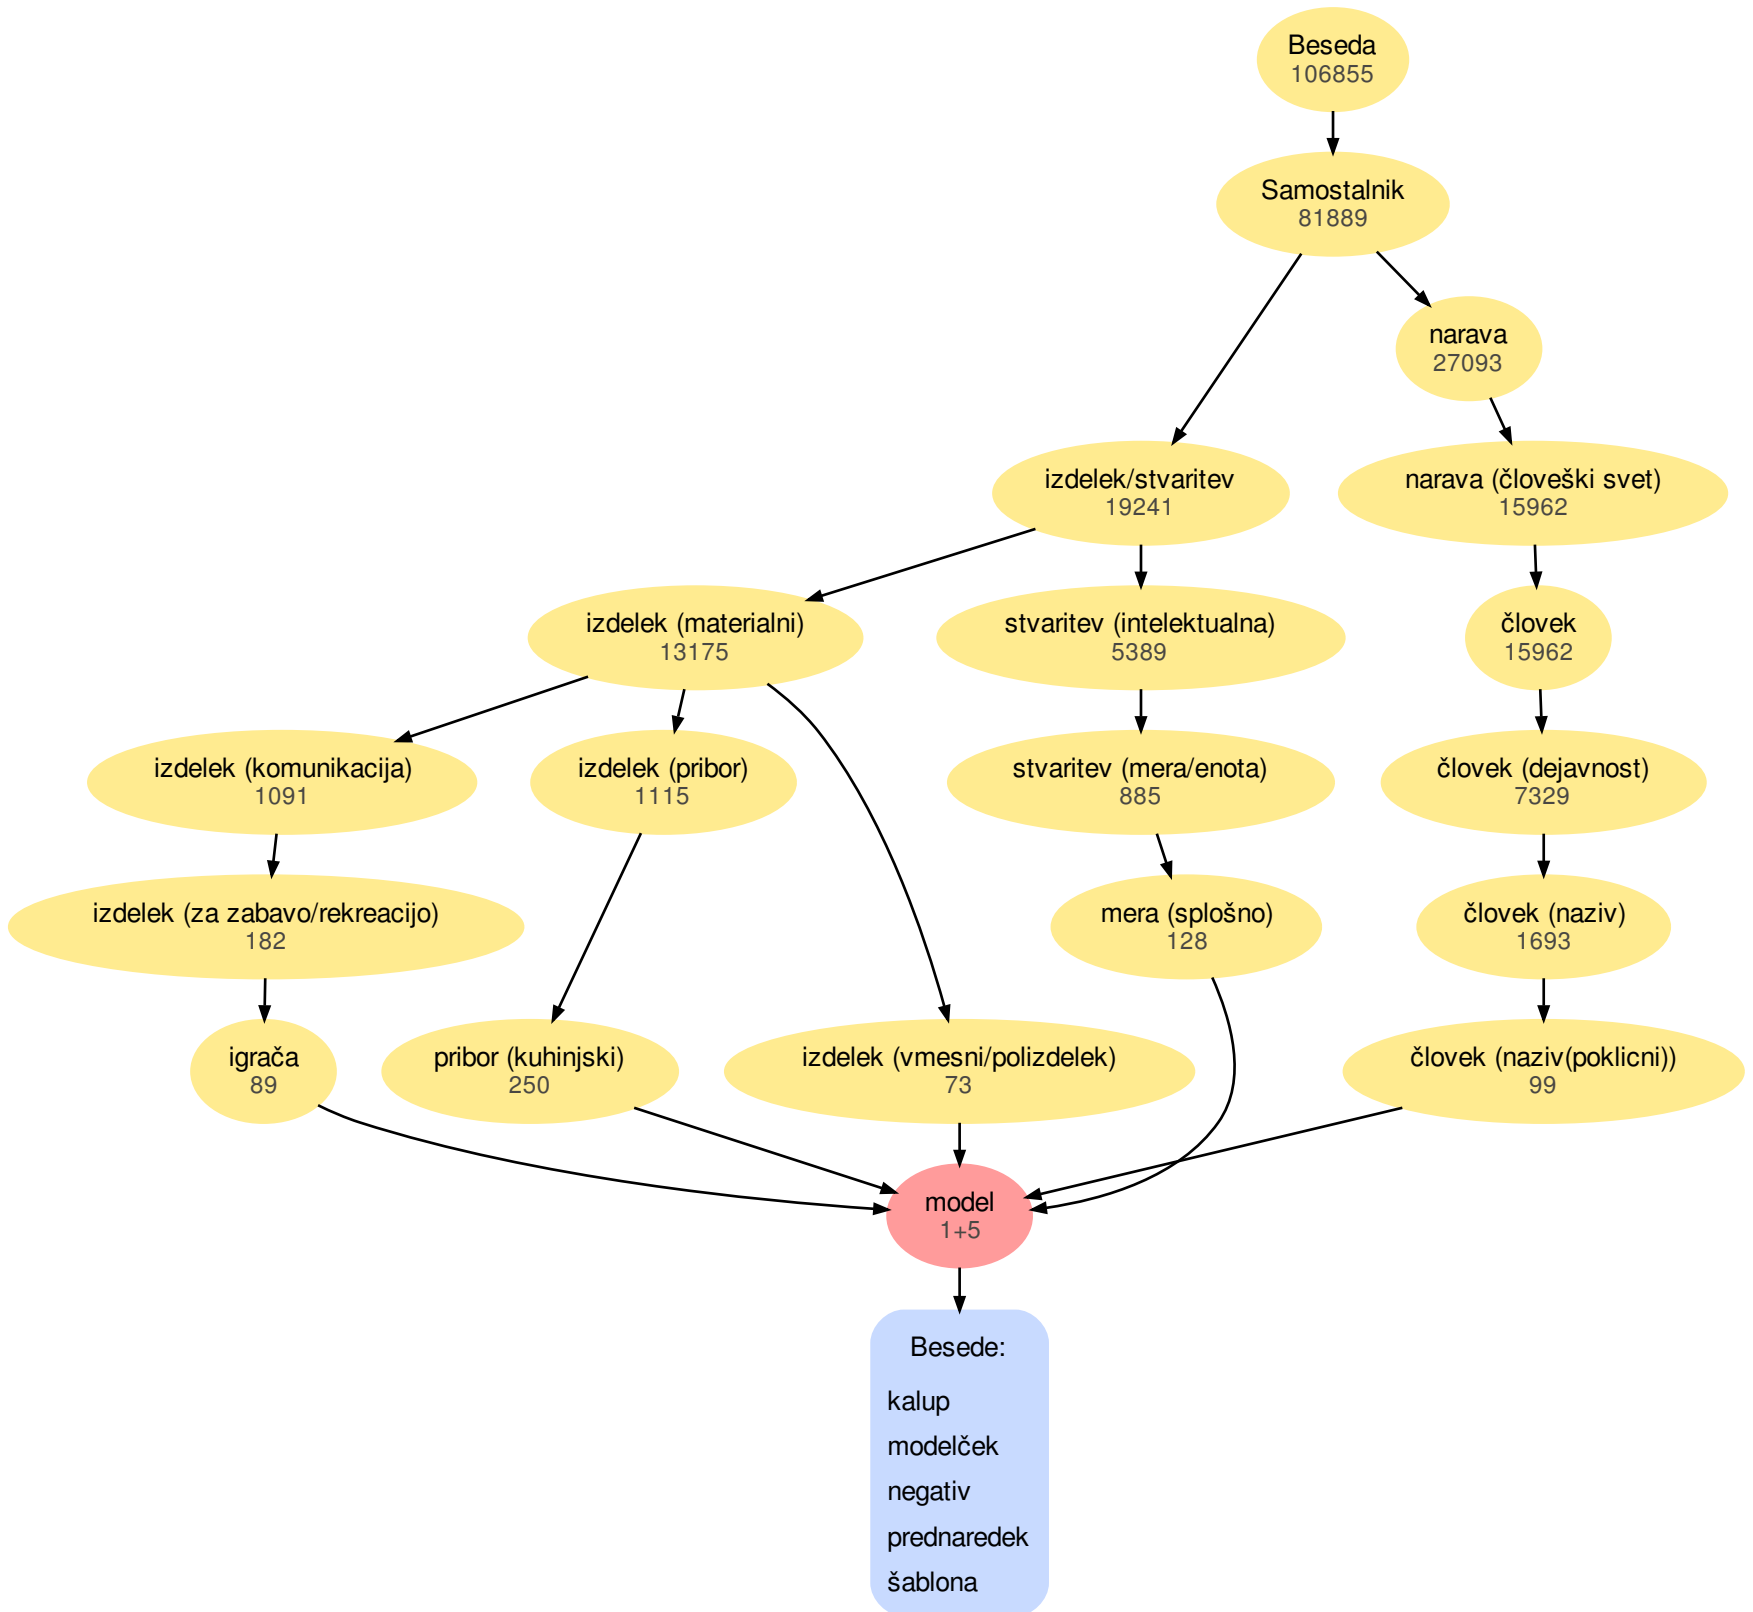 Beseda
106855
Samostalnik
81889
narava
27093
izdelek/stvaritev
19241
narava (človeški svet)
15962
izdelek (materialni)
13175
stvaritev (intelektualna)
5389
človek
15962
izdelek (komunikacija)
1091
izdelek (pribor)
1115
stvaritev (mera/enota)
885
človek (dejavnost)
7329
izdelek (za zabavo/rekreacijo)
182
mera (splošno)
128
človek (naziv)
1693
igrača
89
pribor (kuhinjski)
250
izdelek (vmesni/polizdelek)
73
človek (naziv(poklicni))
99
model
1+5
Besede:
kalup
modelček
negativ
prednaredek
šablona